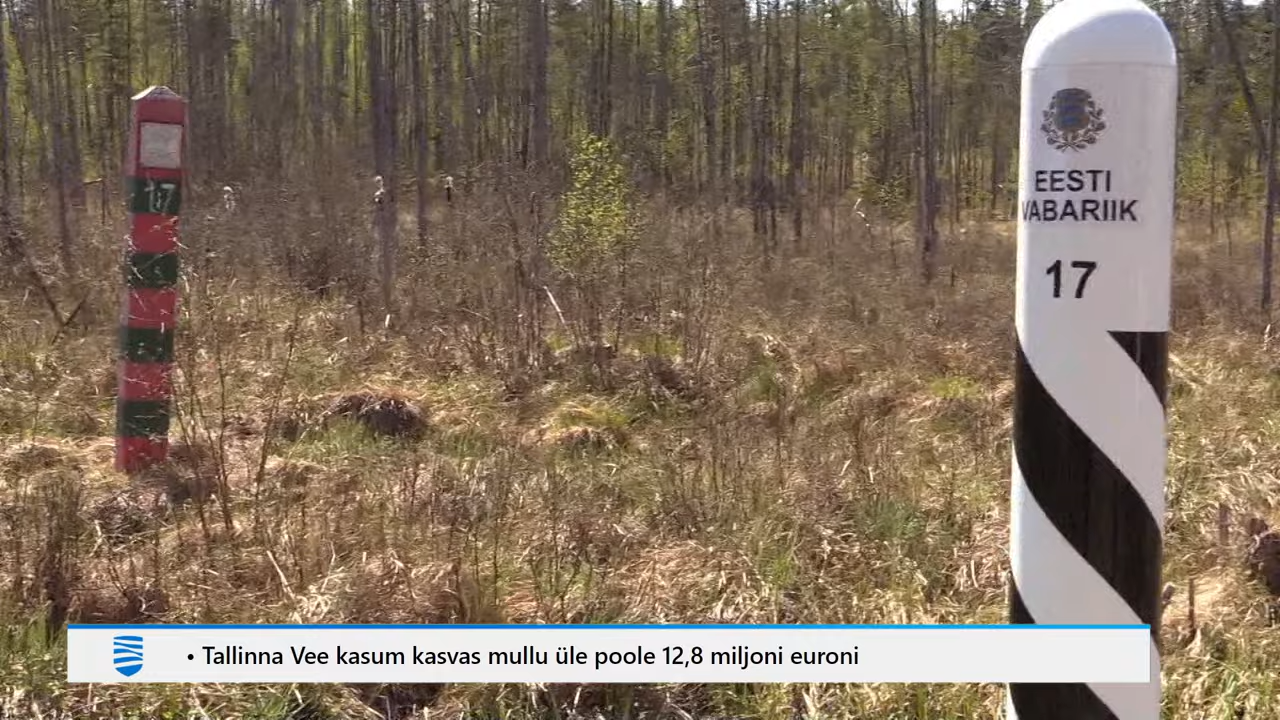 17
EESTI
VABARIIK
17
• Tallinna Vee kasum kasvas mullu üle poole 12,8 miljoni euroni